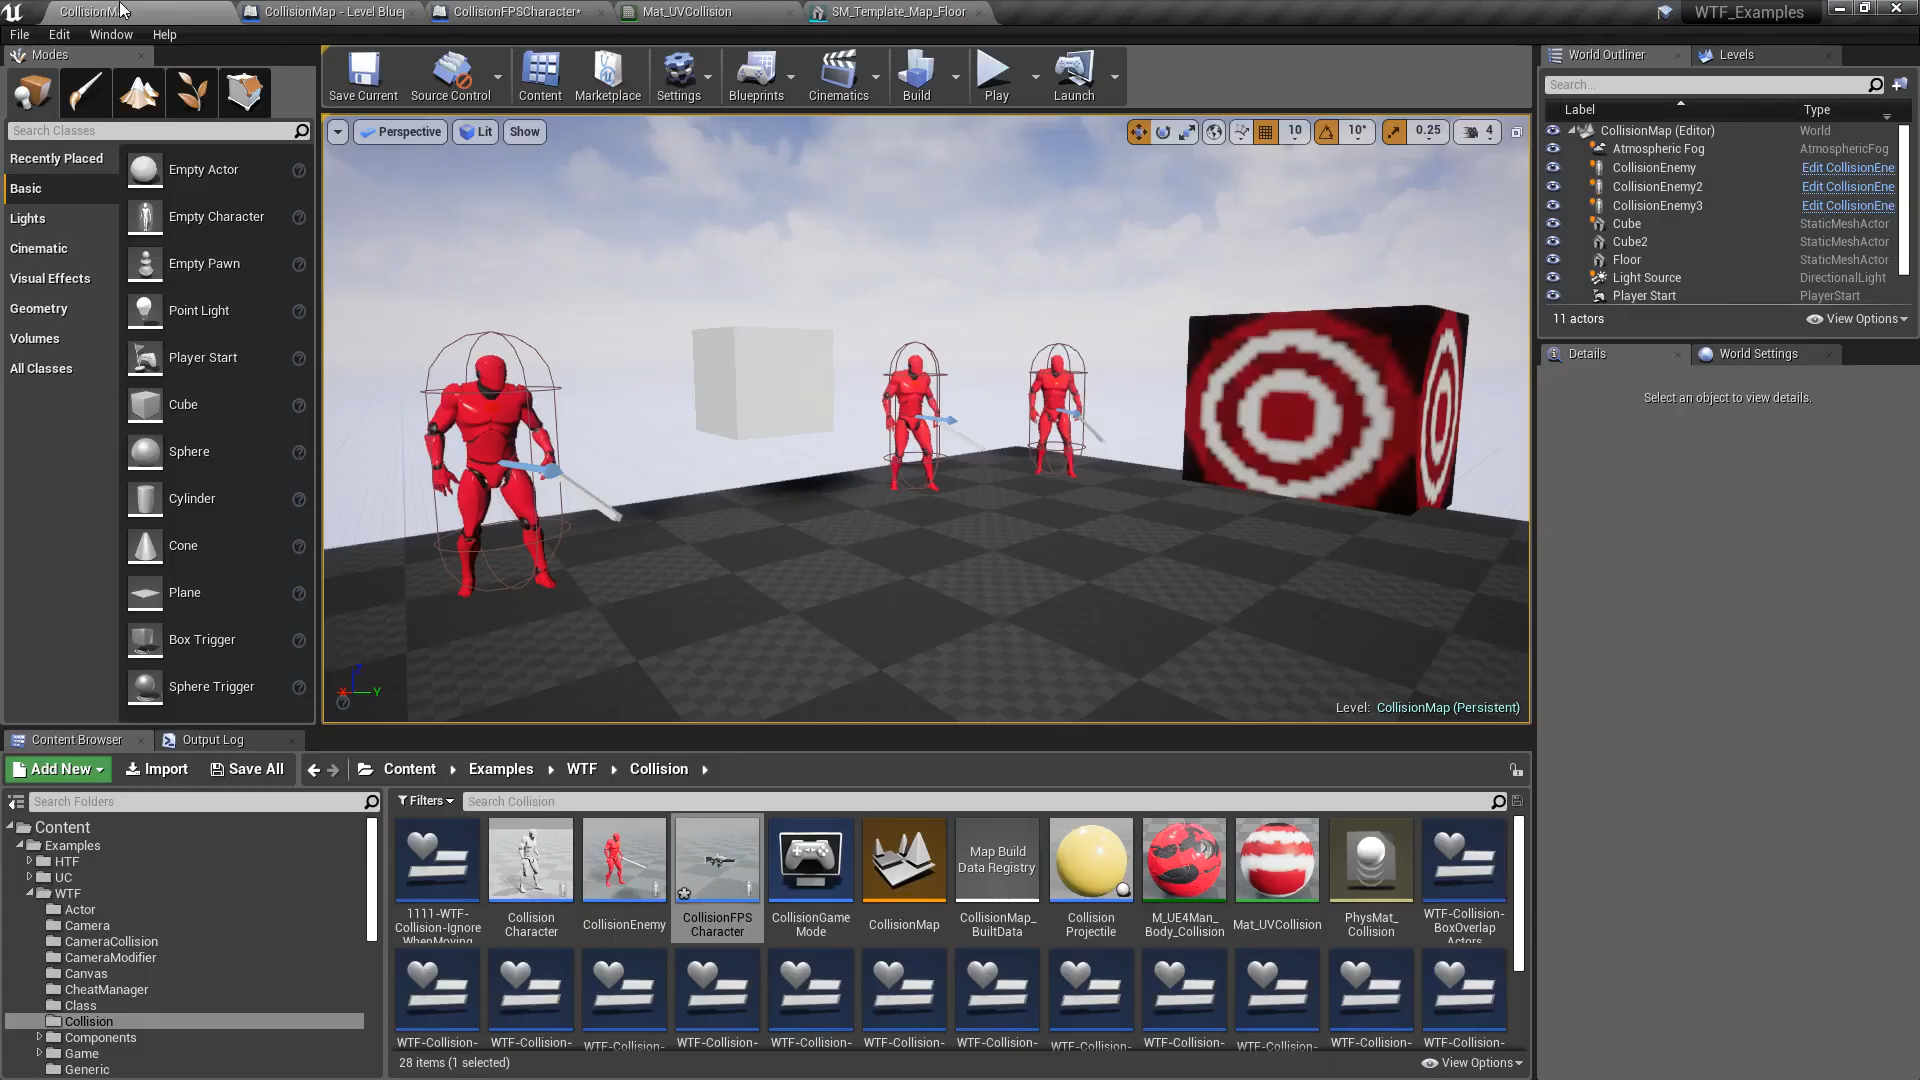 CollisionM
CollisionMap - Level Bluep
CollisionFPSCharacter*
Mat_UVCollision
SM_Template_Map_Floor
WTF_Examples
File
Edit
Window
Help
Modes
Search Classes
Recently Placed
Basic
Lights
Cinematic
Visual Effects
Geometry
Volumes
All Classes
Empty Actor
Empty Character
Empty Pawn
Point Light
Player Start
Cube
Sphere
Cylinder
Cone
Plane
Box Trigger
Sphere Trigger
Save Current
Source Control
Content
Marketplace
Settings
Blueprints
Cinematics
Build
Play
Launch
Perspective
Lit
Show
10
10°
0.25
4
X
Y
Level: CollisionMap (Persistent)
World Outliner
Levels
Search...
Label
Type
CollisionMap (Editor) World
Atmospheric Fog AtmosphericFog
CollisionEnemy Edit CollisionEne
CollisionEnemy2 Edit CollisionEne
CollisionEnemy3 Edit CollisionEne
Cube StaticMeshActor
Cube2 StaticMeshActor
Floor StaticMeshActor
Light Source DirectionalLight
Player Start PlayerStart
11 actors
View Options
Details
World Settings
Select an object to view details.
Content Browser
Output Log
Add New
Import
Save All
Content
Examples
WTF
Collision
Search Folders
Filters
Search Collision
Content
Examples
HTF
UC
WTF
Actor
Camera
CameraCollision
CameraModifier
Canvas
CheatManager
Class
Collision
Components
Game
Generic
1111-WTF-
Collision-Ignore
WhenMoving
Collision
Character
CollisionEnemy
CollisionFPS
Character
CollisionGame
Mode
CollisionMap
Map Build
Data Registry
CollisionMap_
BuiltData
Collision
Projectile
M_UE4Man_
Body_Collision
Mat_UVCollision
PhysMat_
Collision
WTF-Collision-
BoxOverlap
Actors
WTF-Collision-
WTF-Collision-
WTF-Collision-
WTF-Collision-
WTF-Collision-
WTF-Collision-
WTF-Collision-
WTF-Collision-
WTF-Collision-
WTF-Collision-
WTF-Collision-
WTF-Collision-
28 items (1 selected)
View Options